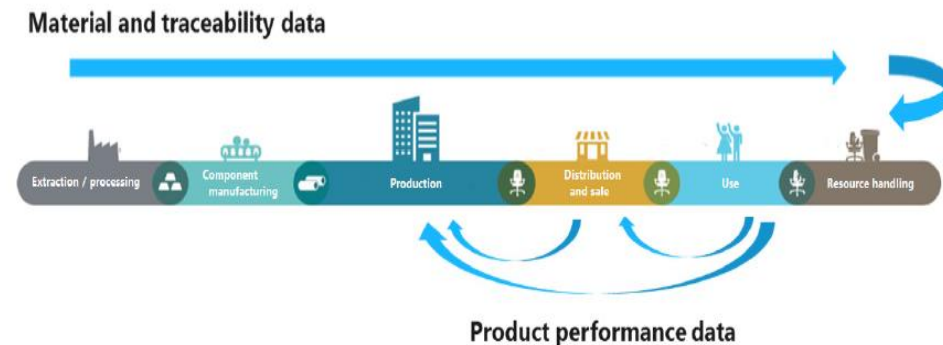 Material and traceability data
Extraction / processing
Component
manufacturing
Production
Distribution
and sale
Use
Resource handling
Product performance data